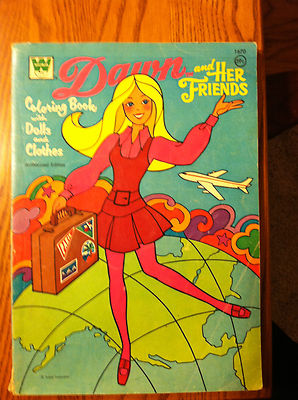 W
1670
Dawn and HER
FRIENDS
Coloring Book
with
Dolls
and
Clothes